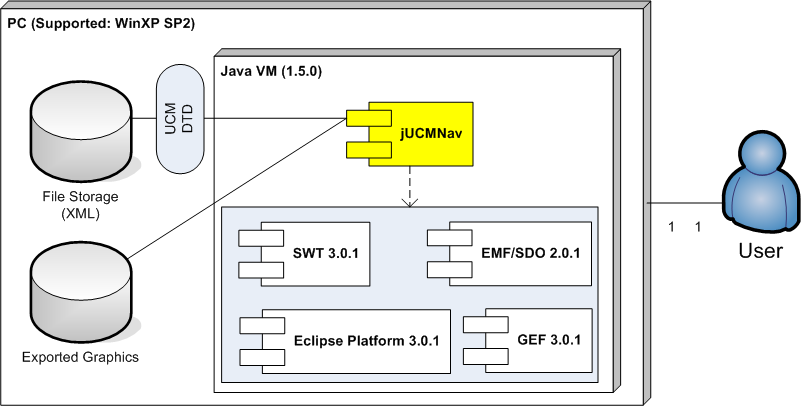 PC (Supported: WinXP SP2)
Java VM (1.5.0)
UCM
DTD
jUCMNav
File Storage
(XML)
SWT 3.0.1
EMF/SDO 2.0.1
1 1
User
Eclipse Platform 3.0.1
GEF 3.0.1
Exported Graphics